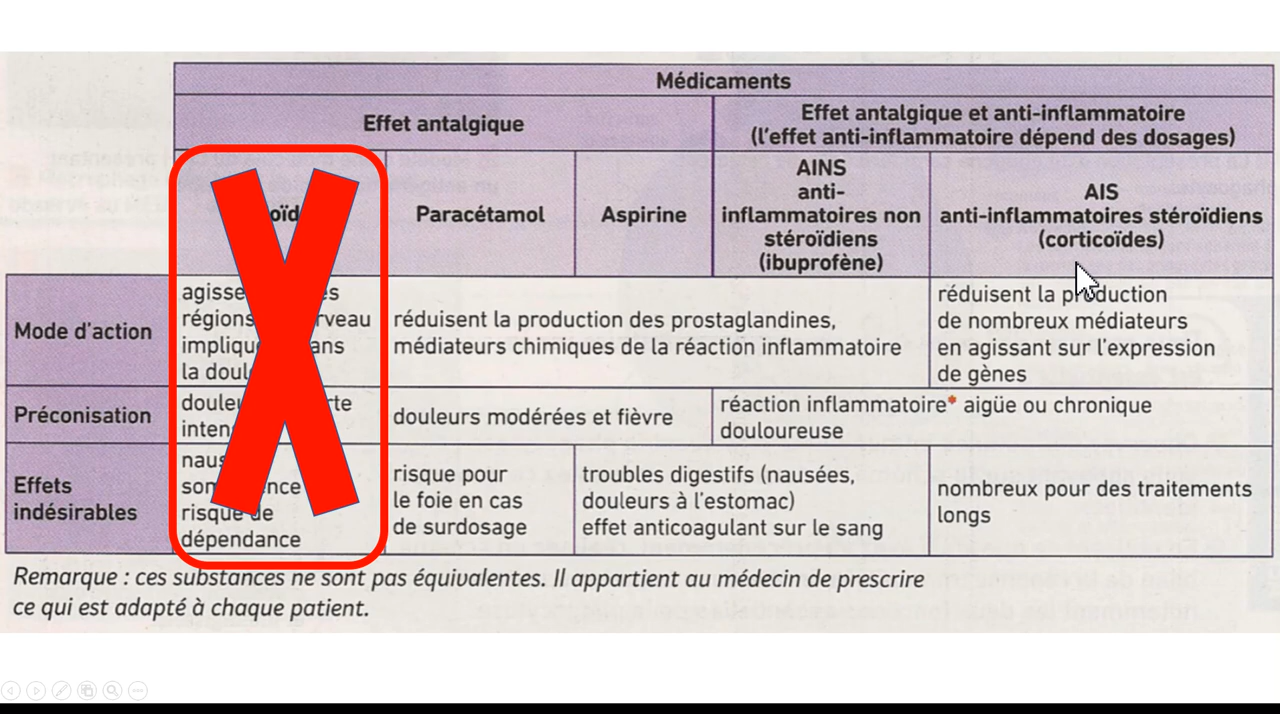 Médicaments
Effet antalgique
Effet antalgique et anti-inflammatoire
(l'effet anti-inflammatoire dépend des dosages)
Paracétamol
Aspirine
AINS
anti-
inflammatoires non
stéroïdiens
(ibuprofène)
AIS
anti-inflammatoires stéroïdiens
(corticoïdes)
Mode d'action
régions
la
réduisent la production des prostaglandines,
médiateurs chimiques de la réaction inflammatoire
réduisent la production
de nombreux médiateurs
en agissant sur l'expression
de gènes
Préconisation
douleurs modérées et fièvre
réaction inflammatoire* aigüe ou chronique
douloureuse
Effets
indésirables
risque de
dépendance
risque pour
le foie en cas
de surdosage
troubles digestifs (nausées,
douleurs à l'estomac)
effet anticoagulant sur le sang
nombreux pour des traitements
longs
Remarque : ces substances ne sont pas équivalentes. Il appartient au médecin de prescrire
ce qui est adapté à chaque patient.